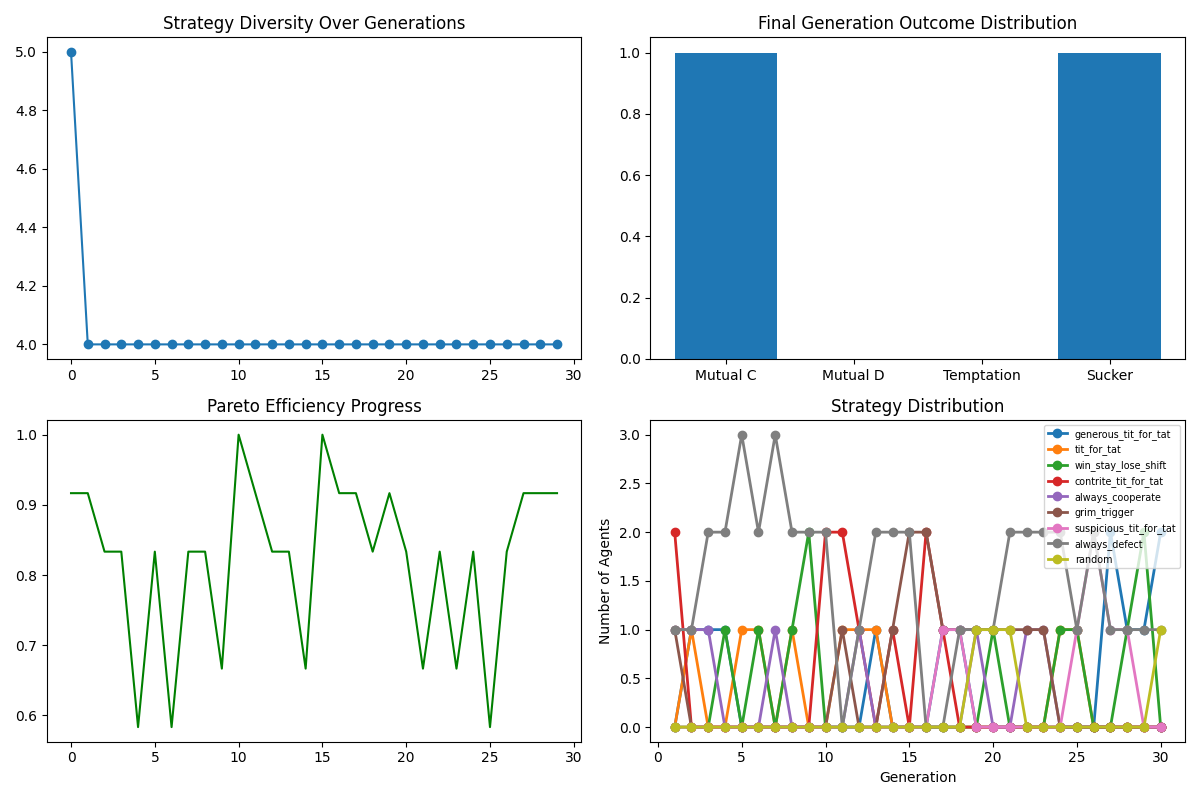 Strategy Diversity Over Generations
5.0
4.8
4.6
4.4
4.2
4.0
0 5 10 15 20 25 30
Final Generation Outcome Distribution
1.0
0.8
0.6
0.4
0.2
0.0
Mutual C Mutual D Temptation Sucker
Pareto Efficiency Progress
1.0
0.9
0.8
0.7
0.6
0 5 10 15 20 25 30
Strategy Distribution
Number of Agents
3.0
2.5
2.0
1.5
1.0
0.5
0.0
generous_tit_for_tat
tit_for_tat
win_stay_lose_shift
contrite_tit_for_tat
always_cooperate
grim_trigger
suspicious_tit_for_tat
always_defect
random
0 5 10 15 20 25 30
Generation